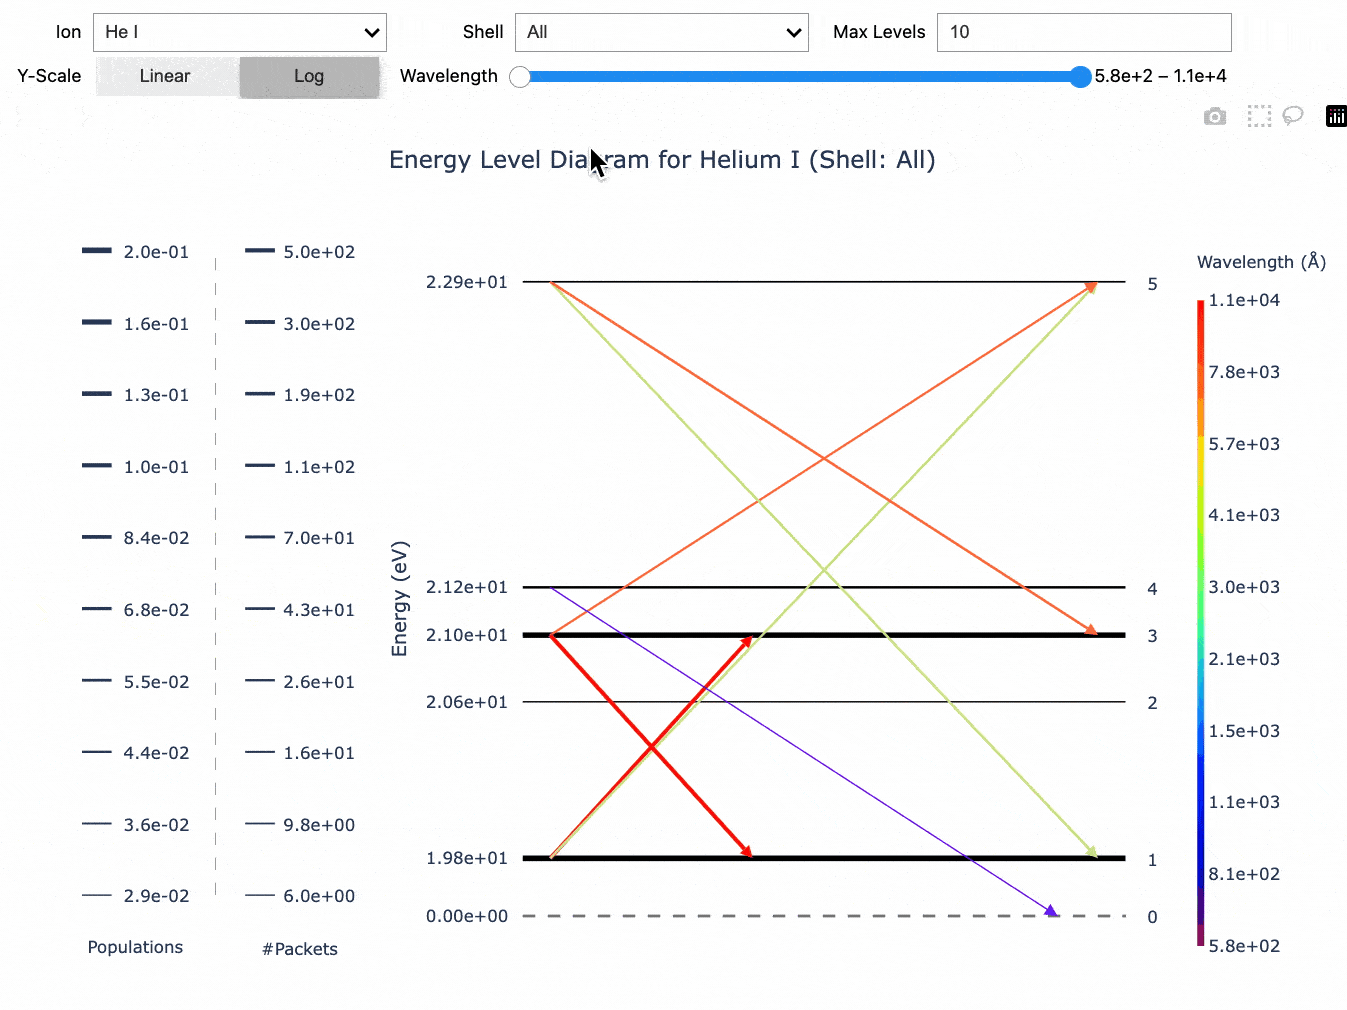 Ion He I Shell All Max Levels 10
Y-Scale Linear Log Wavelength 5.8e+2 – 1.1e+4
Energy Level Diagram for Helium I (Shell: All)
2.0e-01 5.0e+02
1.6e-01 3.0e+02
1.3e-01 1.9e+02
1.0e-01 1.1e+02
8.4e-02 7.0e+01
6.8e-02 4.3e+01
5.5e-02 2.6e+01
4.4e-02 1.6e+01
3.6e-02 9.8e+00
2.9e-02 6.0e+00
Populations #Packets
Energy (eV)
2.29e+01 5
2.12e+01 4
2.10e+01 3
2.06e+01 2
1.98e+01 1
0.00e+00 0
Wavelength (Å)
1.1e+04
7.8e+03
5.7e+03
4.1e+03
3.0e+03
2.1e+03
1.5e+03
1.1e+03
8.1e+02
5.8e+02